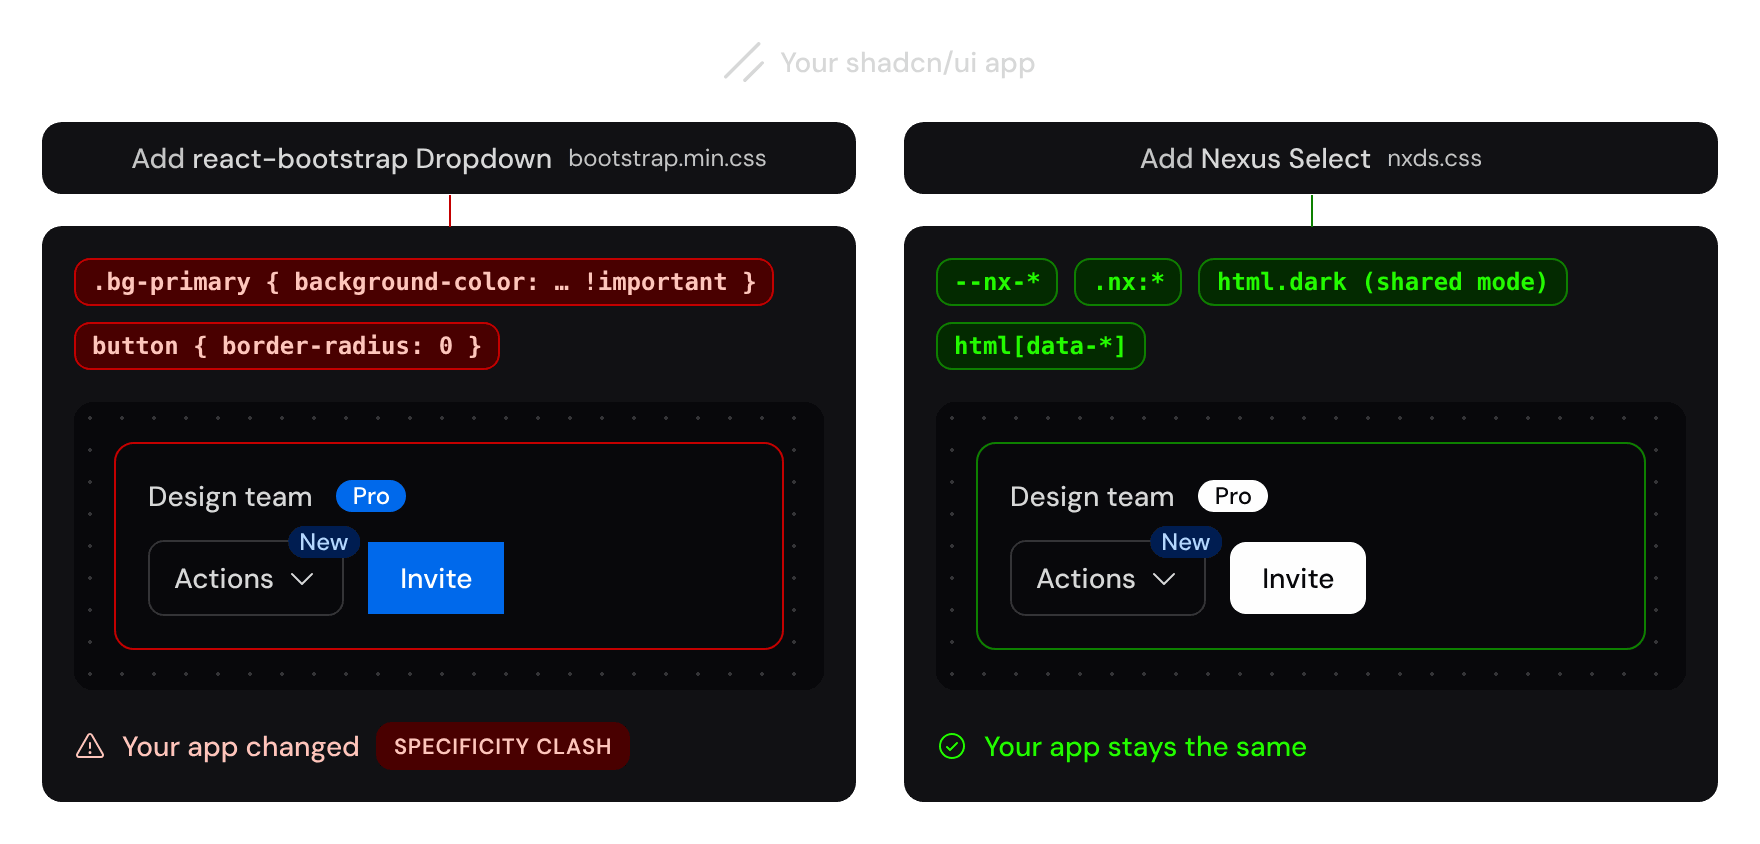 Your shadcn/ui app
Add react-bootstrap Dropdown bootstrap.min.css
.bg-primary { background-color: … !important }
button { border-radius: 0 }
Design team Pro
New
Actions Invite
Your app changed SPECIFICITY CLASH
Add Nexus Select nxds.css
--nx-* .nx:* html.dark (shared mode)
html[data-*]
Design team Pro
New
Actions Invite
Your app stays the same